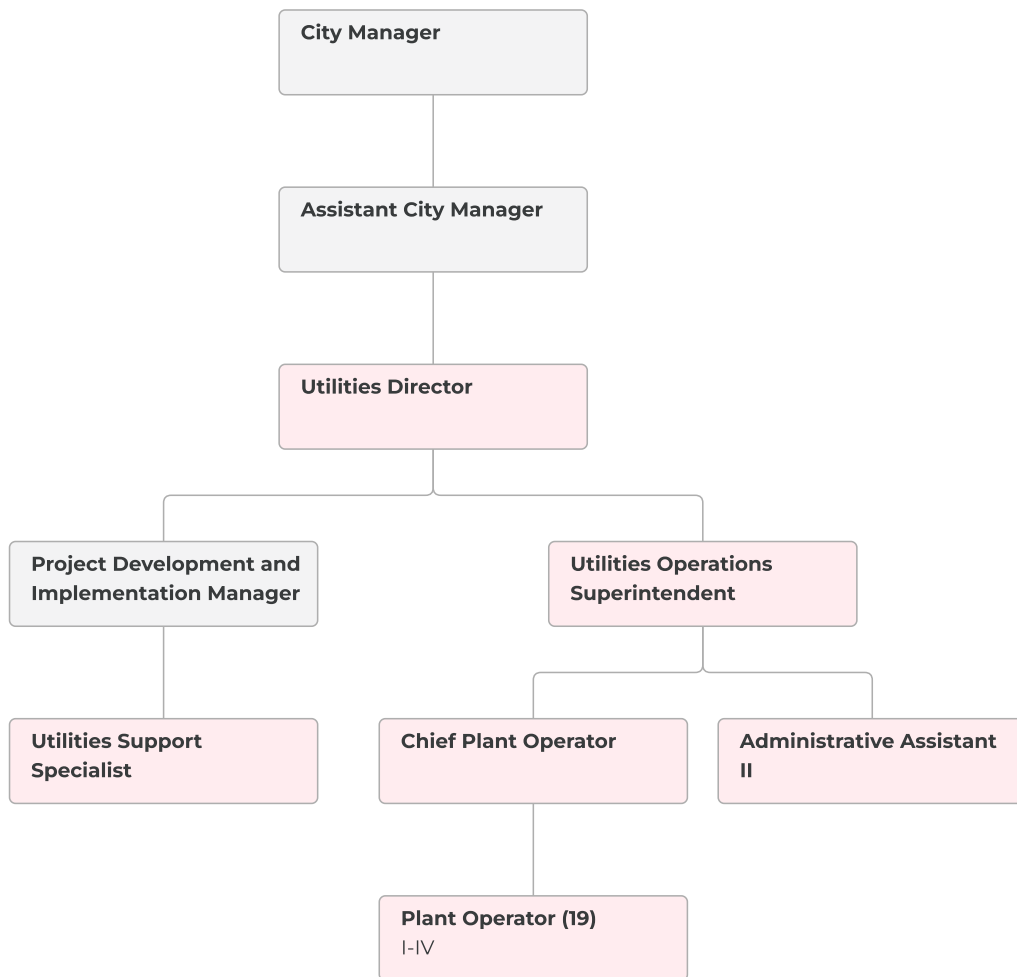 City Manager
Assistant City Manager
Utilities Director
Project Development and
Implementation Manager
Utilities Operations
Superintendent
Utilities Support
Specialist
Chief Plant Operator
Administrative Assistant
II
Plant Operator (19)
I-IV